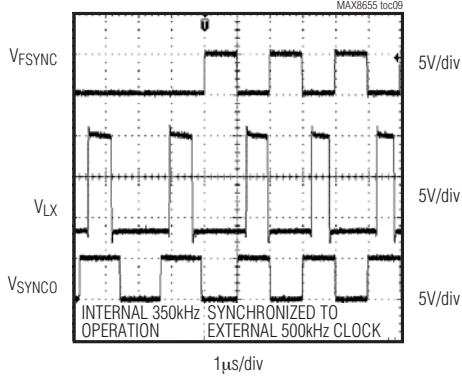 MAX8655 toc09
VFSYNC
5V/div
VLX
5V/div
VSYNCO
5V/div
INTERNAL 350kHz
OPERATION
SYNCHRONIZED TO
EXTERNAL 500kHz CLOCK
1µs/div